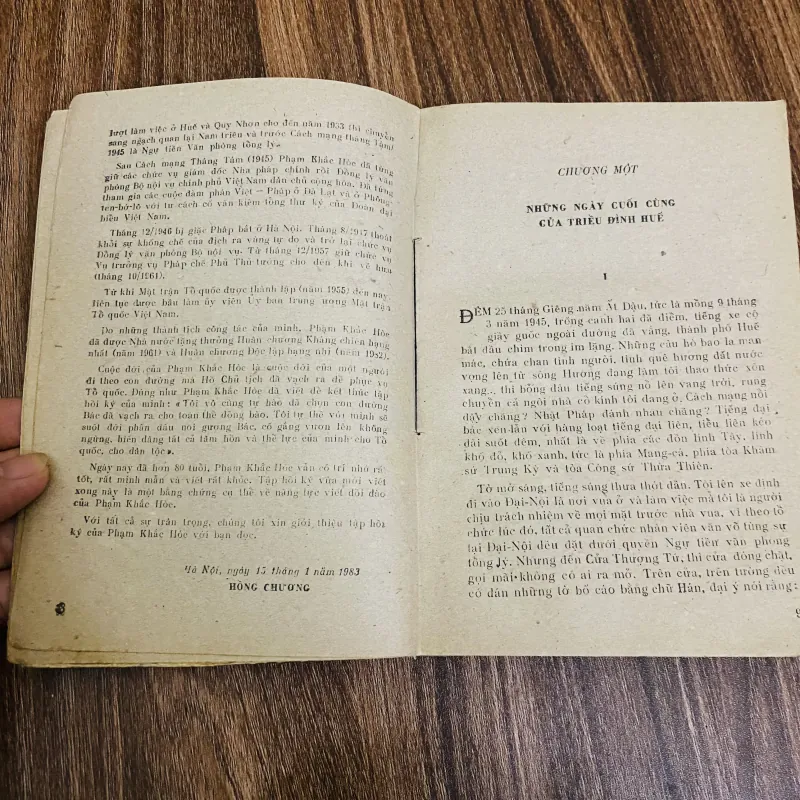 lượt làm việc ở Huế và Quy Nhơn cho đến năm 1933 thì chuyển
sang ngạch quan lại Nam triều và trước Cách mạng tháng Tám
1945 là Ngự tiền Văn phòng tổng lý.
Sau Cách mạng Tháng Tám (1945) Phạm Khắc Hòe đã từng
giữ các chức vụ giám đốc Nha pháp chính rồi Đồng lý văn
phòng Bộ nội vụ chính phủ Việt Nam dân chủ cộng hòa. Đã từng
tham gia các cuộc đàm phán Việt – Pháp ở Đà Lạt và ở Phông-
ten-bờ-lô với tư cách cố vấn kiêm tổng thư ký của Đoàn đại
biểu Việt Nam.
Tháng 12/1946 bị giặc Pháp bắt ở Hà Nội. Tháng 8/1947 thoát
khỏi sự khống chế của địch ra vùng tự do và trở lại chức vụ
Đồng lý văn phòng Bộ nội vụ. Từ tháng 12/1957 giữ chức vụ
Vụ trưởng vụ Pháp chế Phủ Thủ tướng cho đến khi về hưu
(tháng 10/1961).
Từ khi Mặt trận Tổ quốc được thành lập (năm 1955) đến nay,
liên tục được bầu làm ủy viên Ủy ban trung ương Mặt trận
Tổ quốc Việt Nam.
Do những thành tích công tác của mình, Phạm Khắc Hòe
đã được Nhà nước tặng thưởng Huân chương Kháng chiến hạng
nhất (năm 1961) và Huân chương Độc lập hạng nhì (năm 1982).
Cuộc đời của Phạm Khắc Hòe là cuộc đời của một người
đi theo con đường mà Hồ Chủ tịch đã vạch ra để phục vụ
Tổ quốc. Đúng như Phạm Khắc Hòe đã viết để kết thúc tập
hồi ký của mình: «Tôi vô cùng tự hào đã chọn con đường
Bác đã vạch ra cho toàn thể đồng bào. Tôi tự thề với mình sẽ
suốt đời phấn đấu noi gương Bác, cố gắng vươn lên không
ngừng, hiến dâng tất cả tâm hồn và thể lực của mình cho Tổ
quốc, cho dân tộc».
Ngày nay đã hơn 80 tuổi, Phạm Khắc Hòe vẫn có trí nhớ rất
tốt, rất minh mẫn và viết rất khỏe. Tập hồi ký vừa mới viết
xong này là một bằng chứng cụ thể về năng lực viết dồi dào
của Phạm Khắc Hòe.
Với tất cả sự trân trọng, chúng tôi xin giới thiệu tập hồi
ký của Phạm Khắc Hòe với bạn đọc.
Hà Nội, ngày 15 tháng 1 năm 1983
HỒNG CHƯƠNG
8
CHƯƠNG MỘT
NHỮNG NGÀY CUỐI CÙNG
CỦA TRIỀU ĐÌNH HUẾ
I
ĐÊM 25 tháng Giêng năm Ất Dậu, tức là mồng 9 tháng
3 năm 1945, trống canh hai đã điểm, tiếng xe cộ
giày guốc ngoài đường đã vắng, thành phố Huế
bắt đầu chìm trong im lặng. Những câu hò bao la man
mác, chứa chan tình người, tình quê hương đất nước
vọng lên từ sông Hương đang làm tôi thao thức xốn
xang, thì bỗng đâu tiếng súng nổ lên vang trời, rung
chuyển cả ngôi nhà cổ kính tôi đang ở. Cách mạng nổi
dậy chăng? Nhật Pháp đánh nhau chăng? Tiếng đại
bác xen lẫn với hàng loạt tiếng đại liên, tiểu liên kéo
dài suốt đêm, nhất là về phía các đồn lính Tây, lính
khố đỏ, khố xanh, tức là phía Mang-cá, phía tòa Khâm
sứ Trung Kỳ và tòa Công sứ Thừa Thiên.
Tờ mờ sáng, tiếng súng thưa thớt dần. Tôi lên xe định
đi vào Đại-Nội là nơi vua ở và làm việc mà tôi là người
chịu trách nhiệm về mọi mặt trước nhà vua, vì theo tổ
chức lúc đó, tất cả quan chức nhân viên văn võ tùng sự
tại Đại-Nội đều đặt dưới quyền Ngự tiền văn phòng
tổng lý. Nhưng đến Cửa Thượng Tứ, thì cửa đóng chặt,
gọi mãi không có ai ra mở. Trên cửa, trên tường đều
có dán những tờ bố cáo bằng chữ Hán, đại ý nói rằng:
9